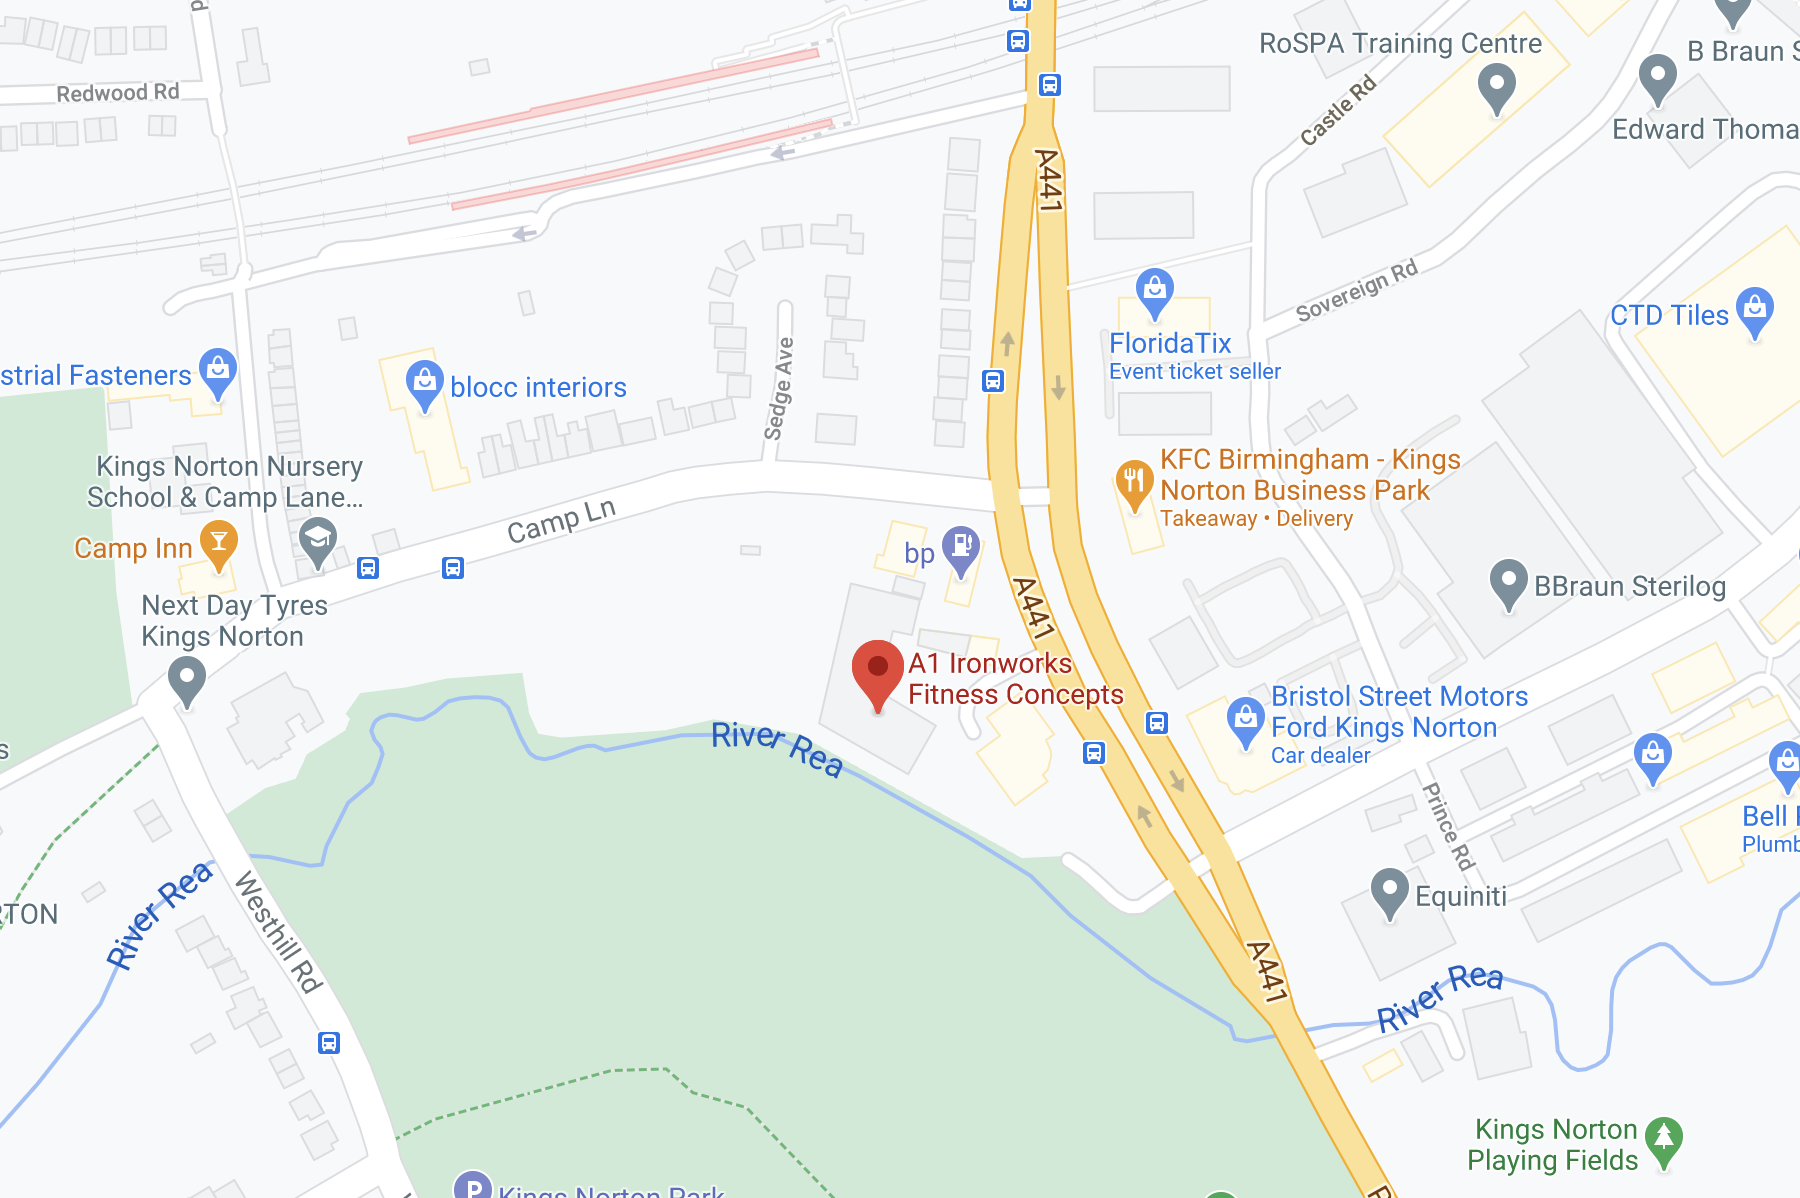 RoSPA Training Centre
B Braun S
Redwood Rd
Castle Rd
Edward Thoma
A441
Sovereign Rd
CTD Tiles
FloridaTix
Event ticket seller
strial Fasteners
blocc interiors
Sedge Ave
Kings Norton Nursery
School & Camp Lane...
KFC Birmingham - Kings
Norton Business Park
Takeaway • Delivery
Camp Ln
Camp Inn
bp
BBraun Sterilog
Next Day Tyres
Kings Norton
A441
A1 Ironworks
Fitness Concepts
Bristol Street Motors
Ford Kings Norton
Car dealer
River Rea
s
Prince Rd
Bell
Plumb
River Rea
Westhill Rd
Equiniti
RTON
A441
River Rea
Kings Norton
Playing Fields
P
Kings Norton Park